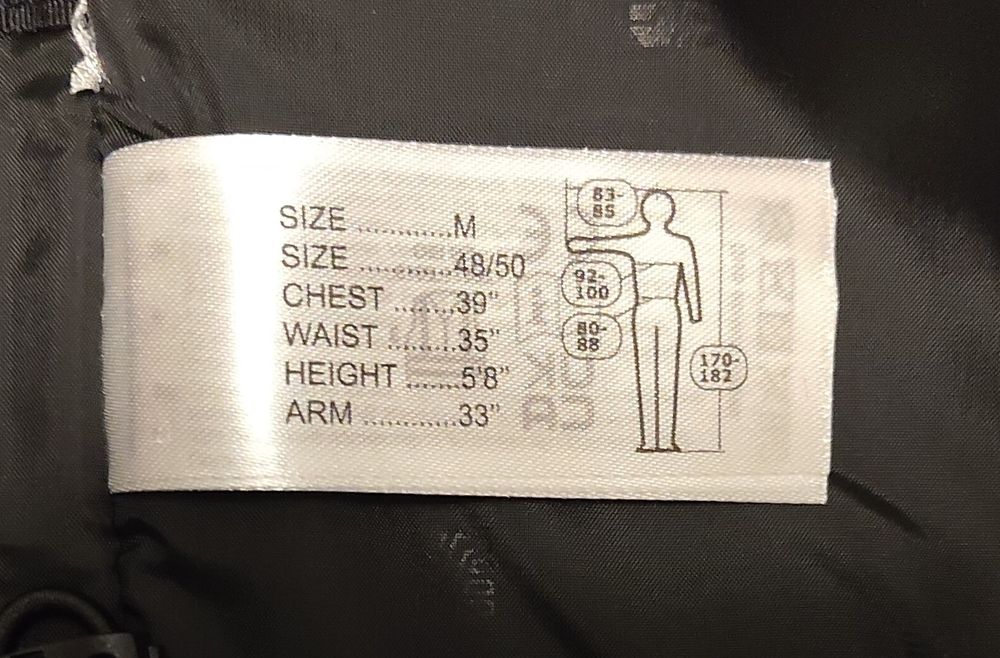 SIZE ............M
SIZE ............48/50
CHEST ........39"
WAIST ..........35"
HEIGHT .......5'8"
ARM ............33"
83-
85
92-
100
80-
88
170-
182